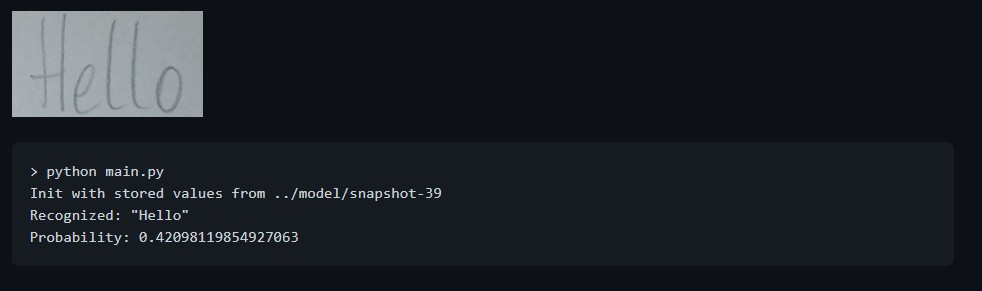 Hello
> python main.py
Init with stored values from ../model/snapshot-39
Recognized: "Hello"
Probability: 0.42098119854927063